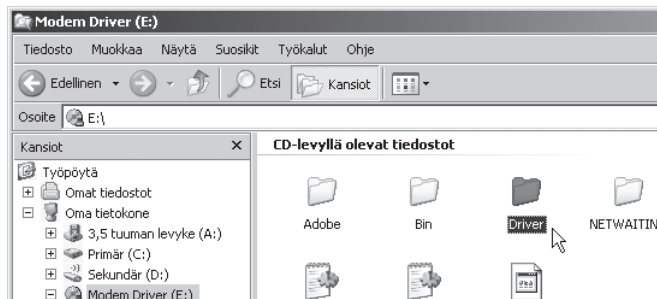 Modem Driver (E:)
Tiedosto Muokkaa Näytä Suosikit Työkalut Ohje
Edellinen Etsi Kansiot
Osoite E:\
Kansiot x
Työpöytä
Omat tiedostot
Oma tietokone
3,5 tuuman levyke (A:)
Primär (C:)
Sekundär (D:)
Modem Driver (E:)
CD-levyllä olevat tiedostot
Adobe Bin Driver NETWAITIN